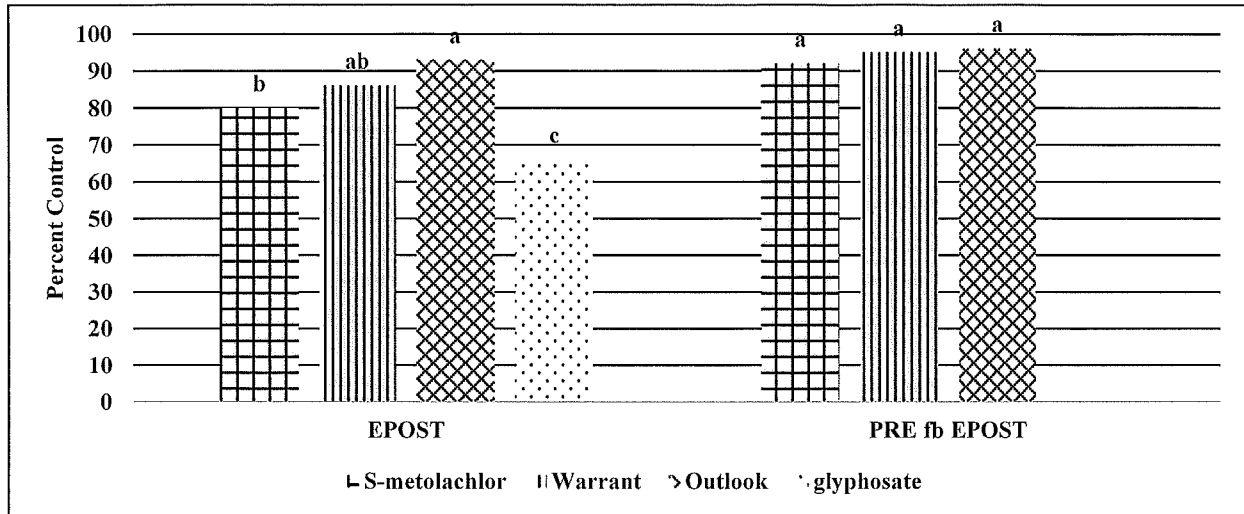 100
90
80
70
60
50
40
30
20
10
0
Percent Control
b
ab
a
c
a
a
a
EPOST
PRE fb EPOST
S-metolachlor
Warrant
Outlook
glyphosate